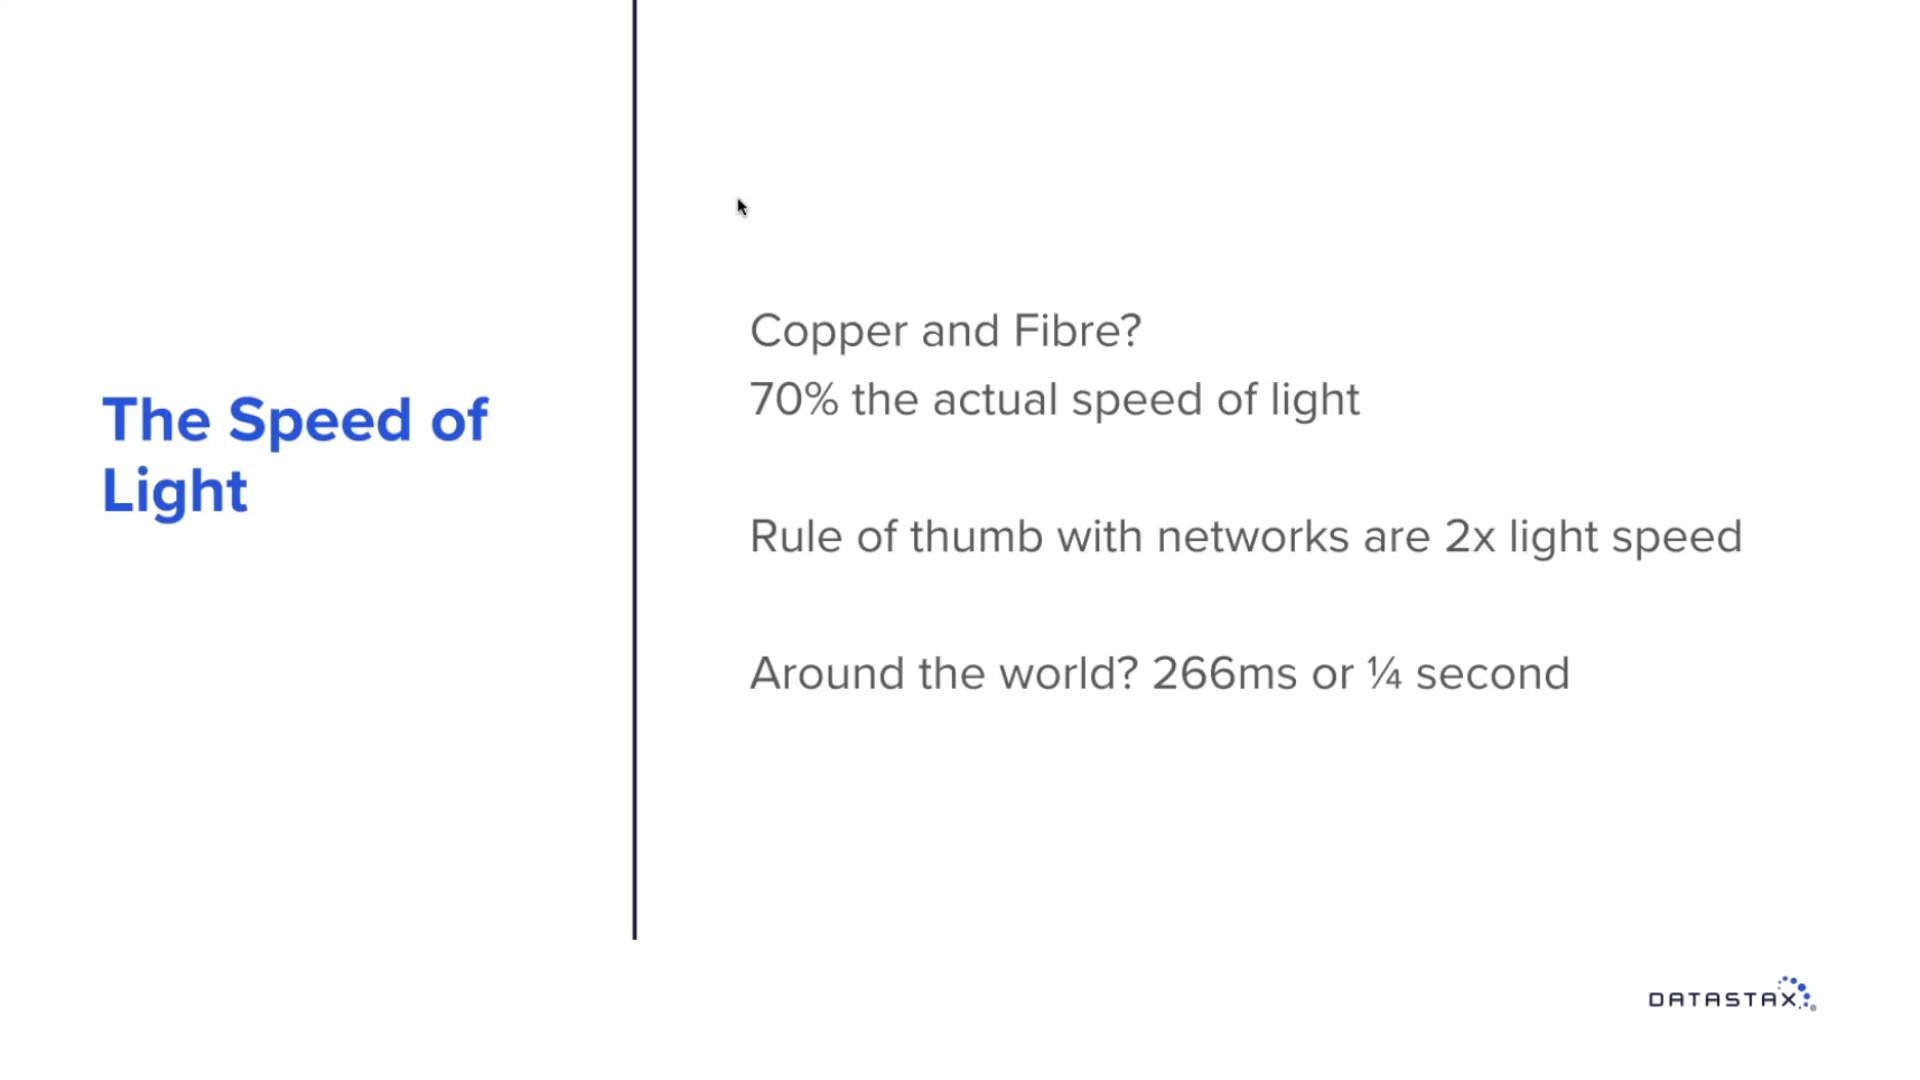 The Speed of
Light
Copper and Fibre?
70% the actual speed of light
Rule of thumb with networks are 2x light speed
Around the world? 266ms or ¼ second
DATASTAX